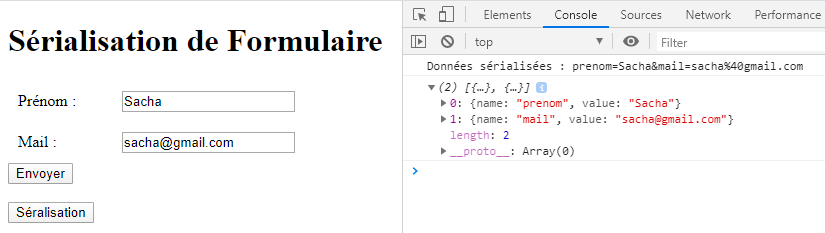 Sérialisation de Formulaire
Prénom : Sacha
Mail : sacha@gmail.com
Envoyer
Séralisation
Elements Console Sources Network Performance
top Filter
Données sérialisées : prenom=Sacha&mail=sacha%40gmail.com
▼(2) [{…}, {…}] i
▶0: {name: "prenom", value: "Sacha"}
▶1: {name: "mail", value: "sacha@gmail.com"}
length: 2
▶__proto__: Array(0)